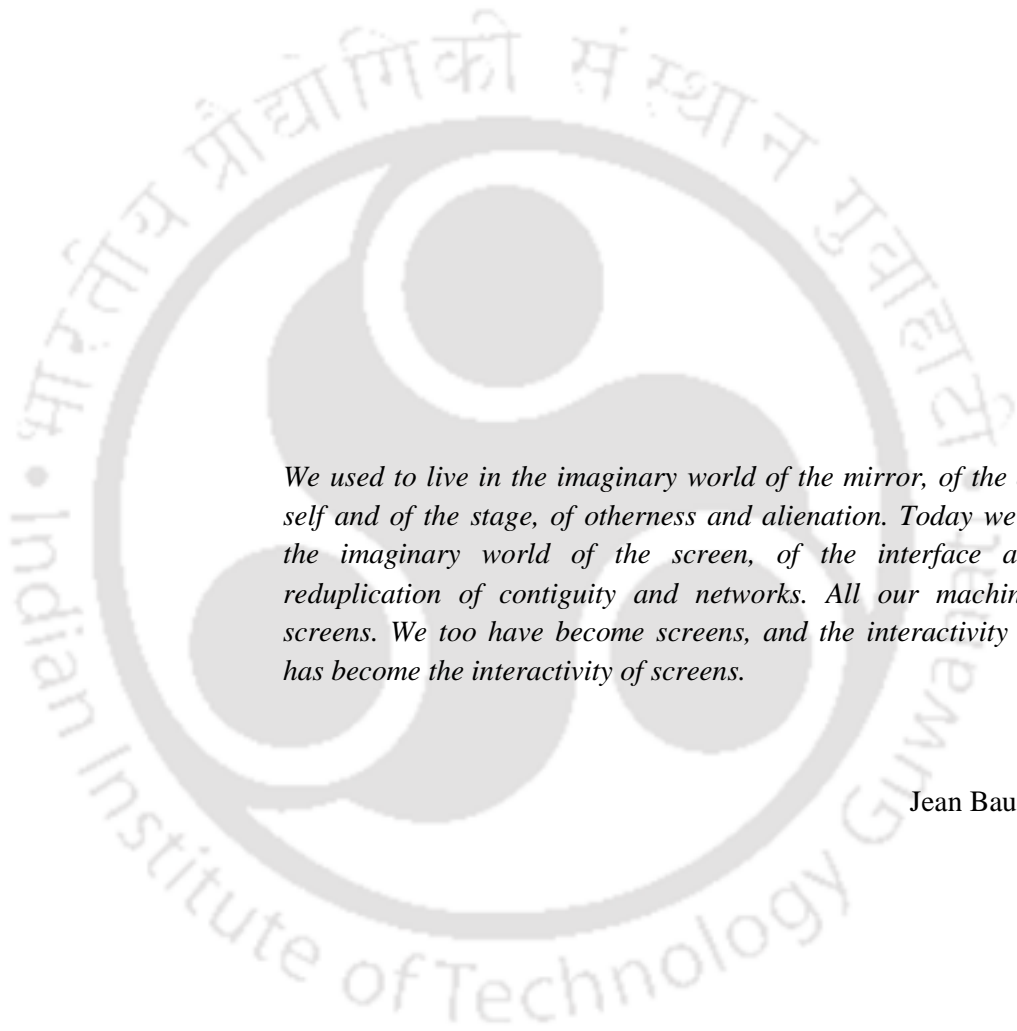 भारतीय प्रौद्योगिकी संस्थान गुवाहाटी
We used to live in the imaginary world of the mirror, of the
self and of the stage, of otherness and alienation. Today we
the imaginary world of the screen, of the interface
reduplication of contiguity and networks. All our
screens. We too have become screens, and the interactivity
has become the interactivity of screens.
Jean
Indian Institute of Technology Guwahati